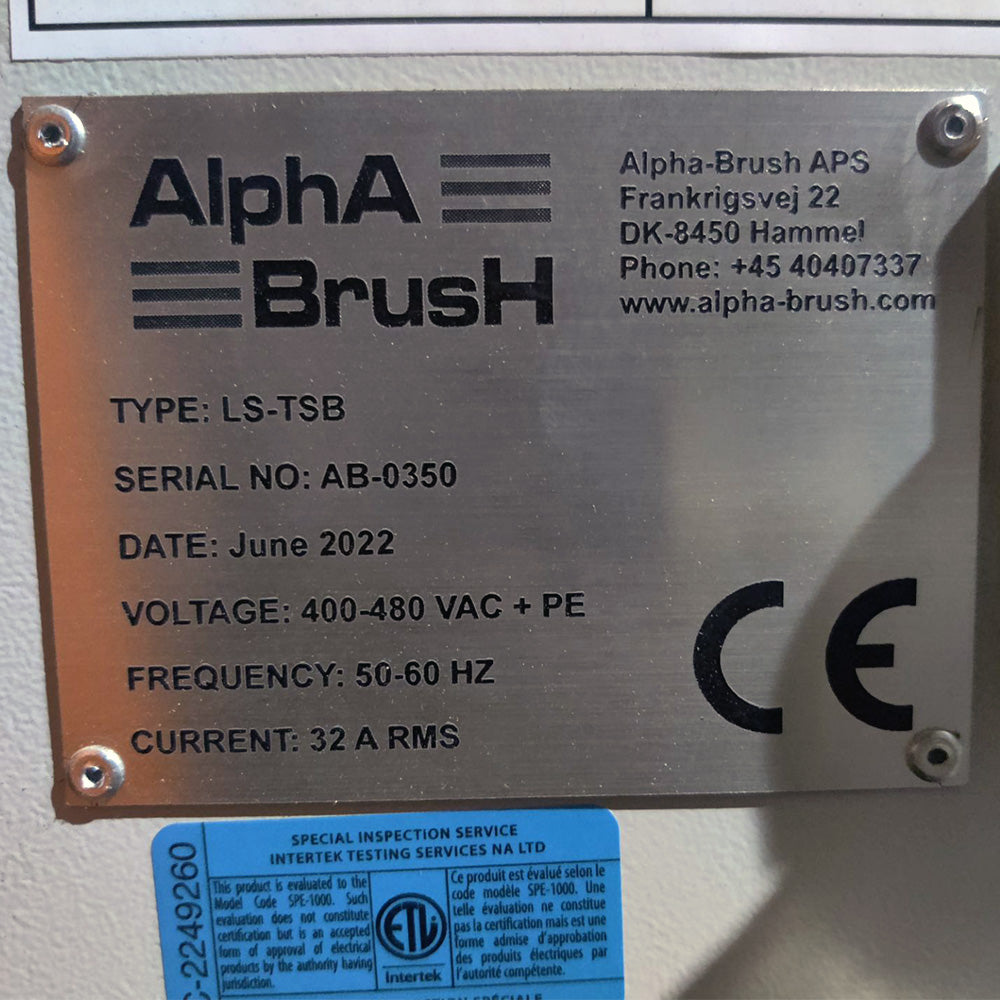 AlphA
BrusH
Alpha-Brush APS
Frankrigsvej 22
DK-8450 Hammel
Phone: +45 40407337
www.alpha-brush.com
TYPE: LS-TSB
SERIAL NO: AB-0350
DATE: June 2022
VOLTAGE: 400-480 VAC + PE
FREQUENCY: 50-60 HZ
CURRENT: 32 A RMS
CE
SPECIAL INSPECTION SERVICE
INTERTEK TESTING SERVICES NA LTD
C-2249260
This product is evaluated to the
Model Code SPE-1000. Such
evaluation does not constitute
certification but is an accepted
form of approval of electrical
products by the authority having
jurisdiction.
ETL
Intertek
Ce produit est évalué selon le
code modèle SPE-1000. Une
telle évaluation ne constitue
pas la certification mais est une
forme admise d'approbation
des produits électriques par
l'autorité compétente.